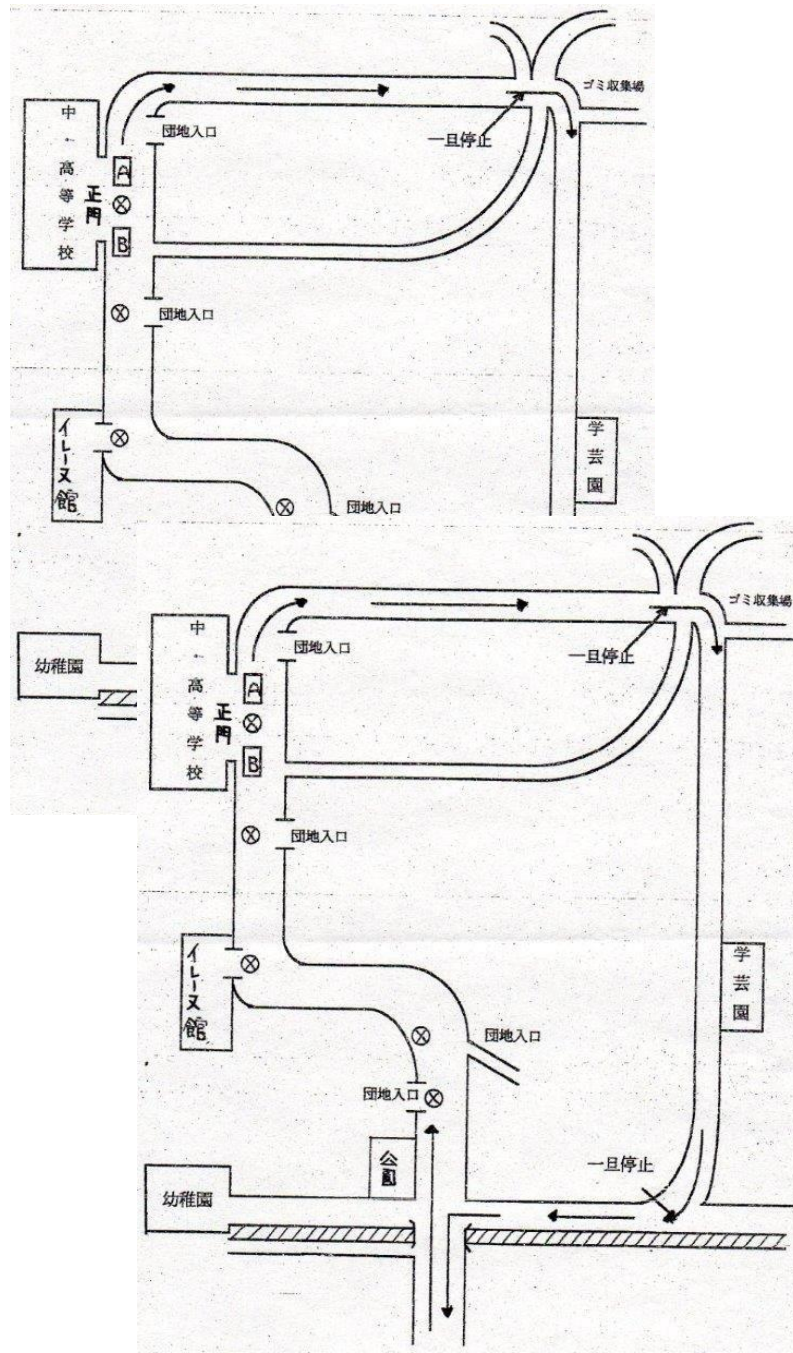 ゴミ収集場
一旦停止
団地入口
中・高等学校
正門
A
B
団地入口
イレーヌ館
学芸園
団地入口
幼稚園
ゴミ収集場
一旦停止
団地入口
中・高等学校
正門
A
B
団地入口
イレーヌ館
学芸園
団地入口
団地入口
公園
一旦停止
幼稚園